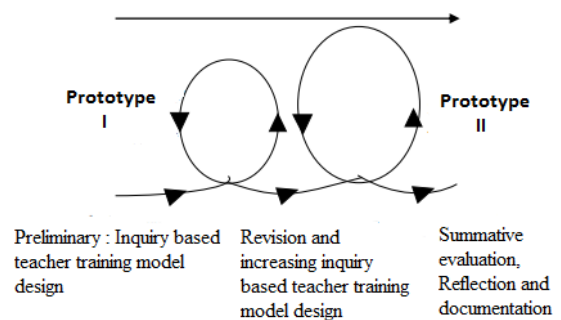 Prototype
I
Prototype
II
Preliminary : Inquiry based
teacher training model
design
Revision and
increasing inquiry
based teacher training
model design
Summative
evaluation,
Reflection and
documentation